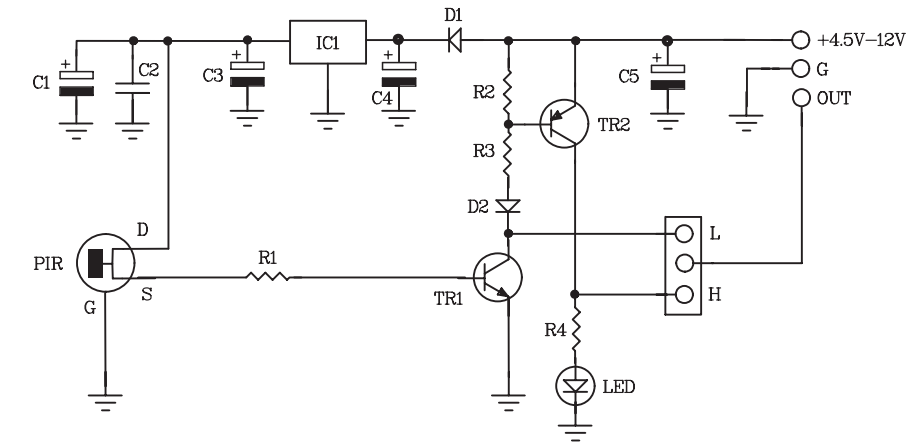 D1
IC1
+4.5V-12V
+
C1
C2
+
C3
+
C4
R2
+
C5
G
OUT
TR2
R3
D2
D
L
PIR
R1
S
G
TR1
H
R4
LED